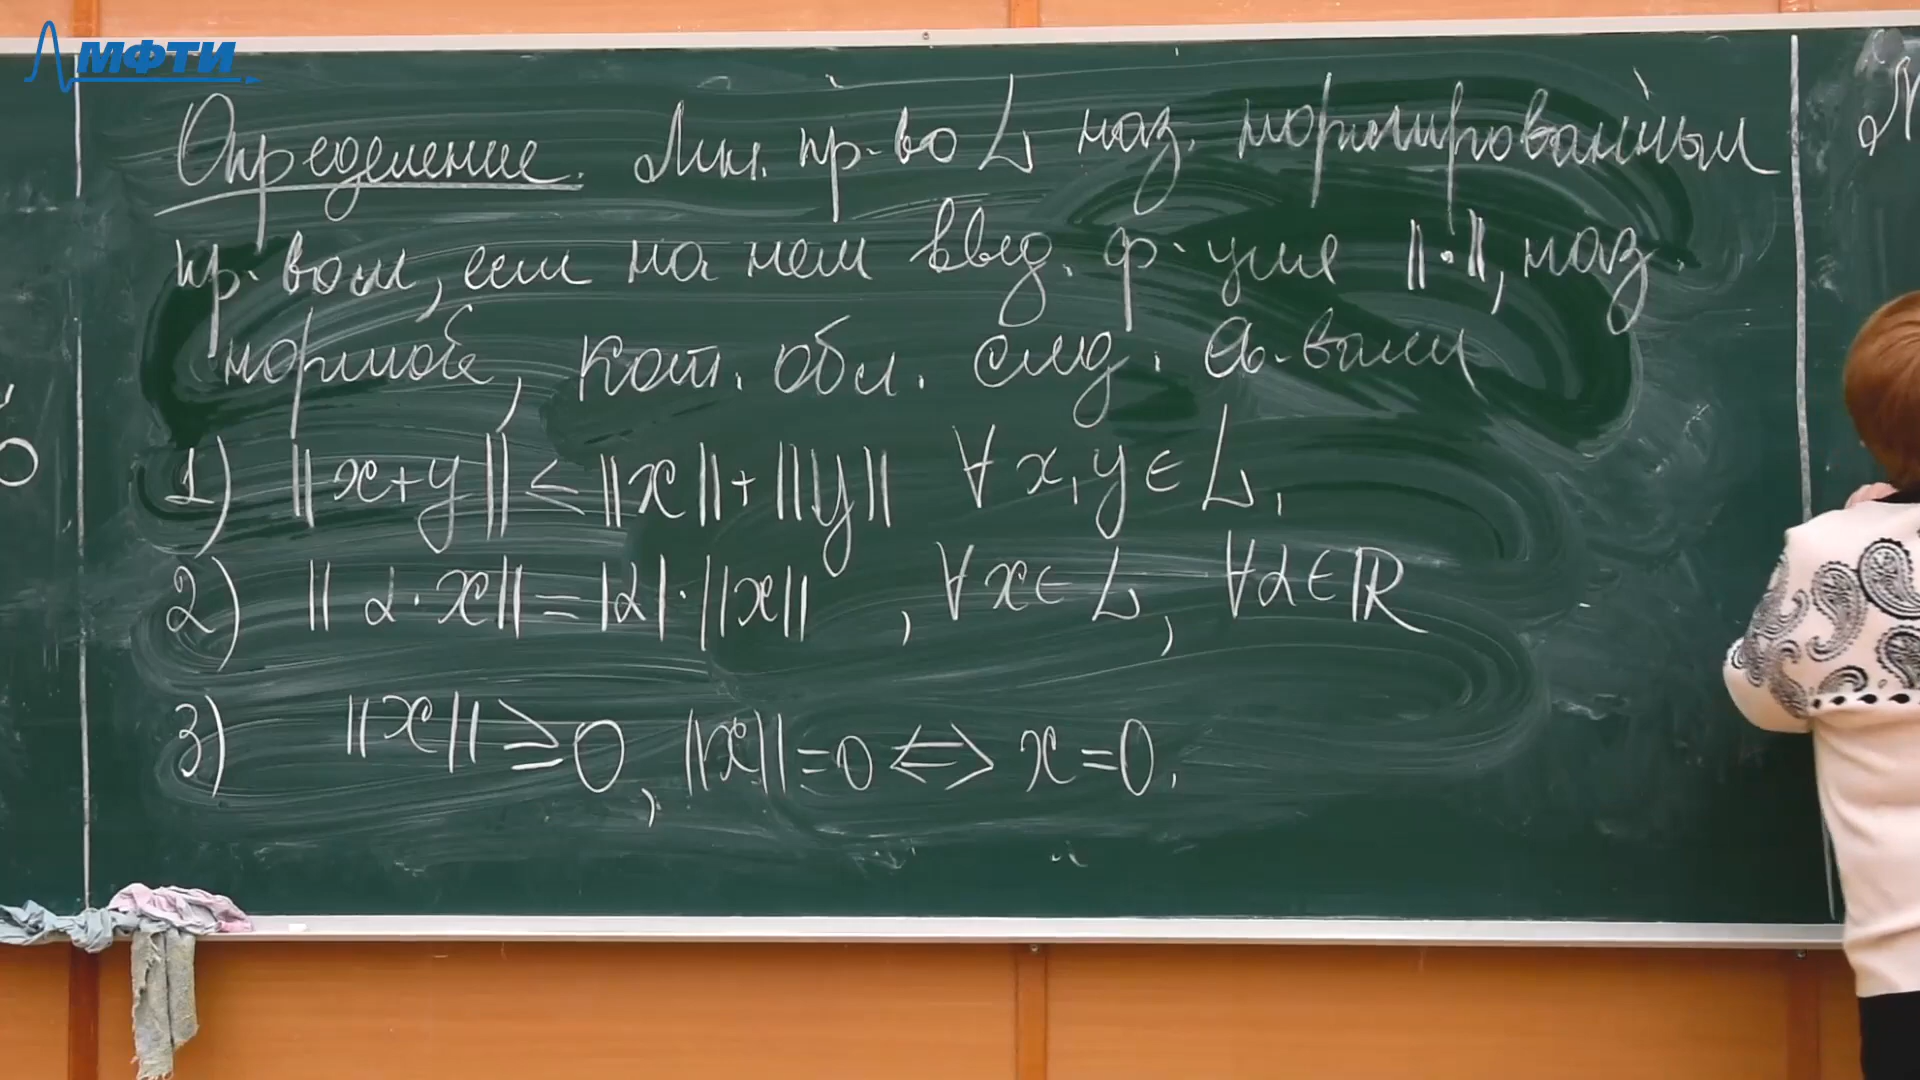 МФТИ
Определение. Лин. пр-во L наз. нормированным
пр-вом, если на нем введ. ф-ция ||·||, наз.
нормой, кот. обл. след. св-вами
1) ||x+y|| ≤ ||x|| + ||y|| ∀ x, y ∈ L,
2) ||α·x|| = |α|·||x||, ∀x ∈ L, ∀α ∈ ℝ
3) ||x|| ≥ 0, ||x|| = 0 ⇔ x = 0.